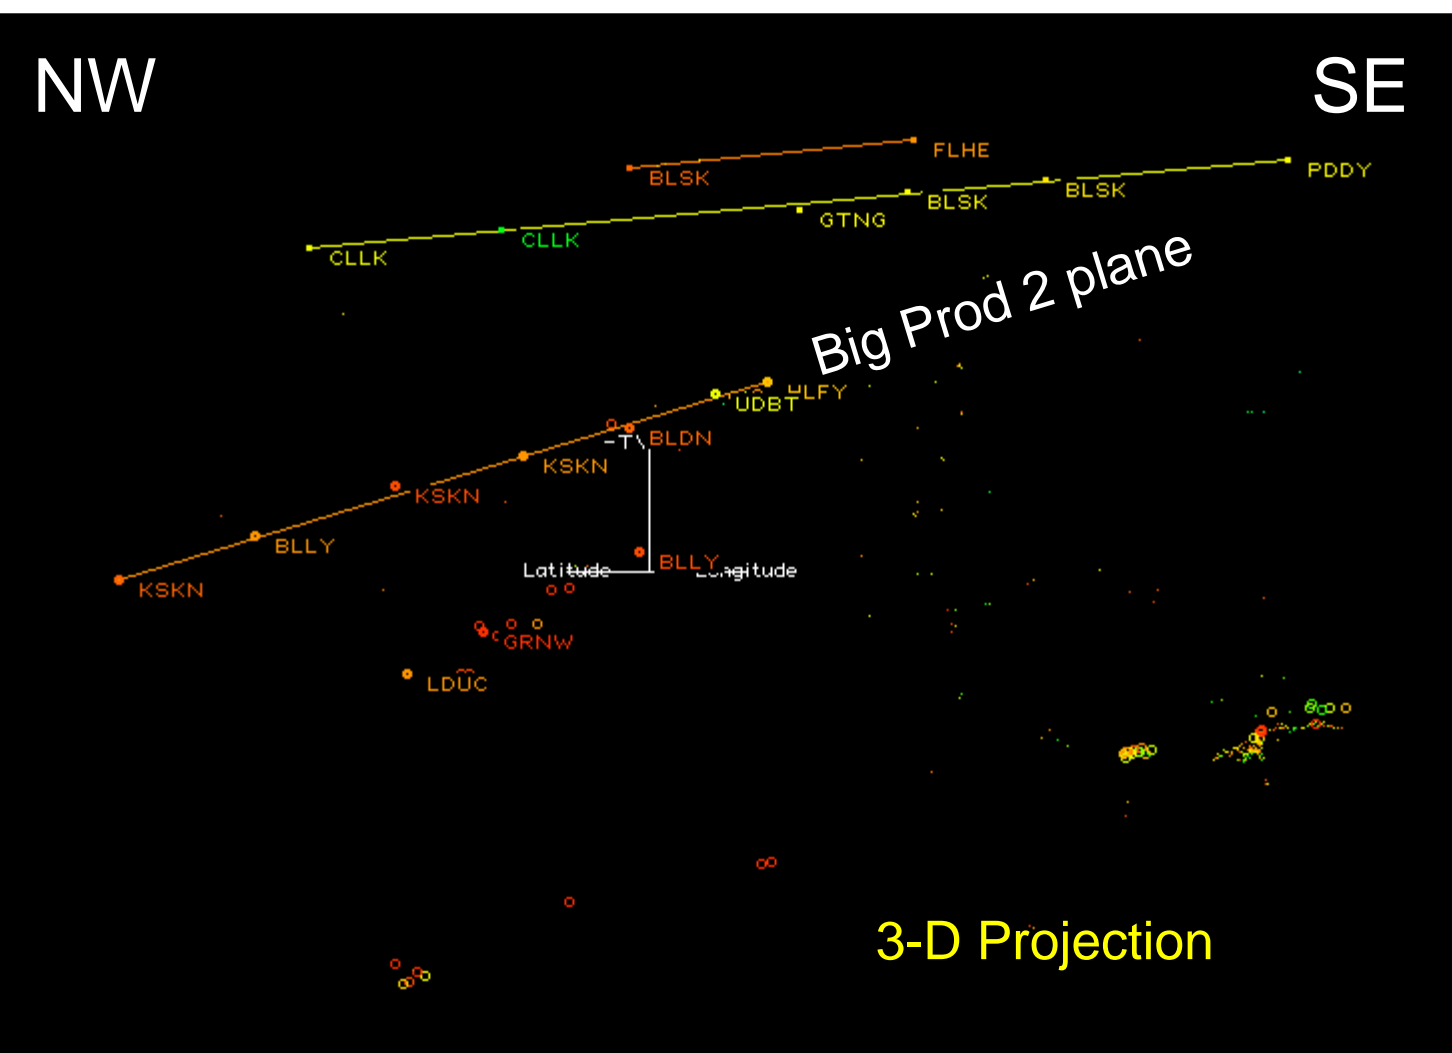 NW
SE
FLHE
BLSK
PDDY
BLSK
BLSK
GTNG
CLLK
CLLK
Big Prod 2 plane
UDBT
BLDN
KSKN
KSKN
BLLY
BLLY
Latitude
KSKN
GRNW
LDUC
3-D Projection